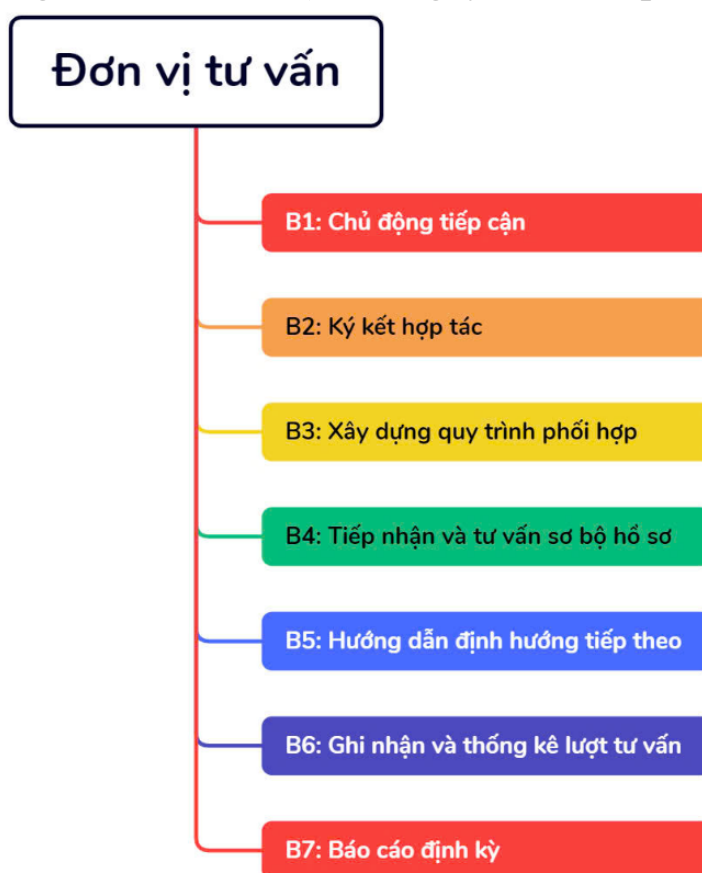 Đơn vị tư vấn
B1: Chủ động tiếp cận
B2: Ký kết hợp tác
B3: Xây dựng quy trình phối hợp
B4: Tiếp nhận và tư vấn sơ bộ hồ sơ
B5: Hướng dẫn định hướng tiếp theo
B6: Ghi nhận và thống kê lượt tư vấn
B7: Báo cáo định kỳ